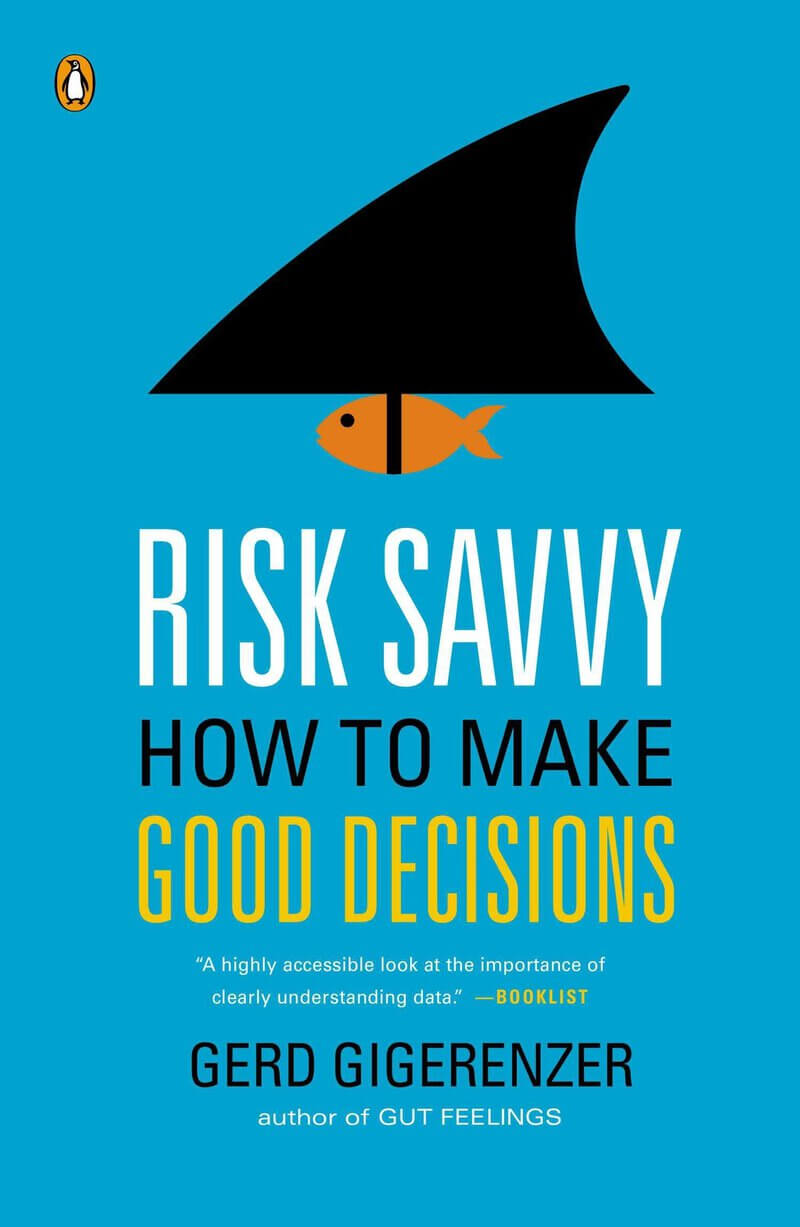 RISK SAVVY
HOW TO MAKE
GOOD DECISIONS
“A highly accessible look at the importance of
clearly understanding data.” —BOOKLIST
GERD GIGERENZER
author of GUT FEELINGS